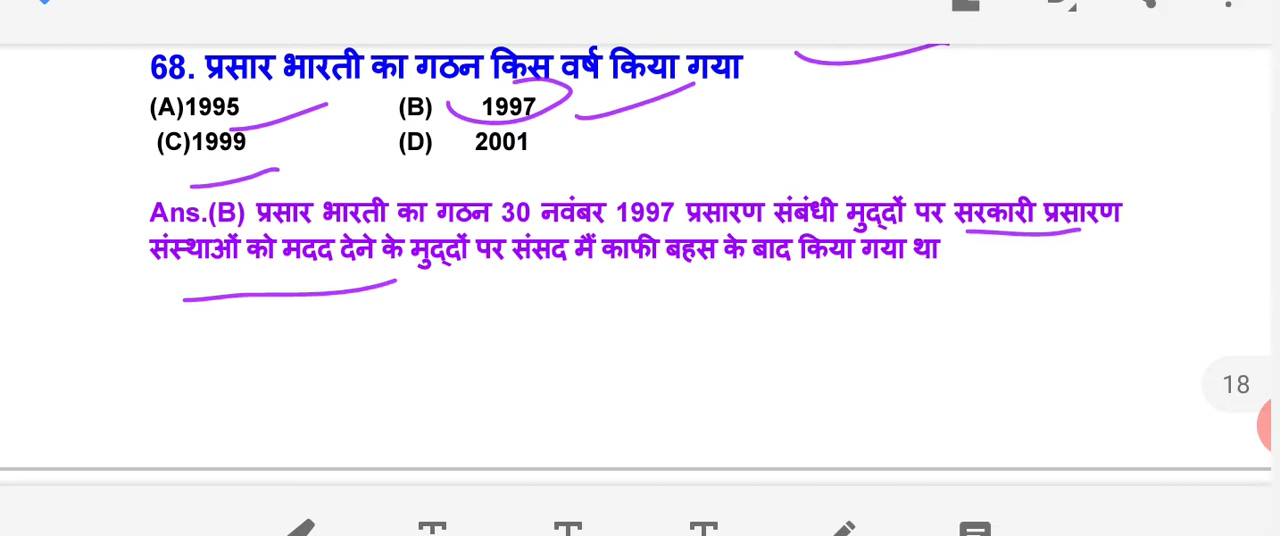 68. प्रसार भारती का गठन किस वर्ष किया गया
(A)1995 (B) 1997
(C)1999 (D) 2001
Ans.(B) प्रसार भारती का गठन 30 नवंबर 1997 प्रसारण संबंधी मुद्दों पर सरकारी प्रसारण
संस्थाओं को मदद देने के मुद्दों पर संसद मैं काफी बहस के बाद किया गया था
18